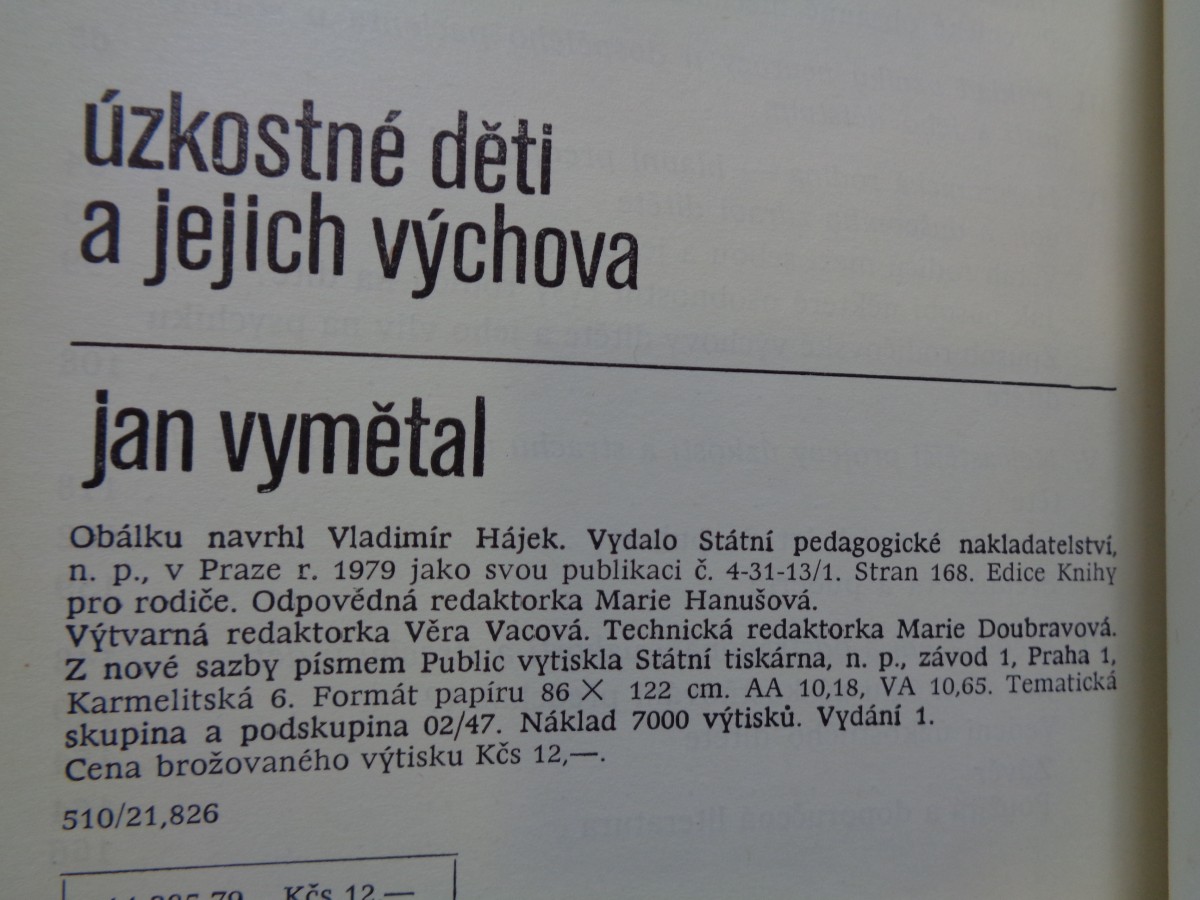 úzkostné děti
a jejich výchova
jan vymětal
Obálku navrhl Vladimír Hájek. Vydalo Státní pedagogické nakladatelství,
n. p., v Praze r. 1979 jako svou publikaci č. 4-31-13/1. Stran 168. Edice Knihy
pro rodiče. Odpovědná redaktorka Marie Hanušová.
Výtvarná redaktorka Věra Vacová. Technická redaktorka Marie Doubravová.
Z nové sazby písmem Public vytiskla Státní tiskárna, n. p., závod 1, Praha 1,
Karmelitská 6. Formát papíru 86 × 122 cm. AA 10,18, VA 10,65. Tematická
skupina a podskupina 02/47. Náklad 7000 výtisků. Vydání 1.
Cena brožovaného výtisku Kčs 12,—.
510/21,826
Kčs 12,—